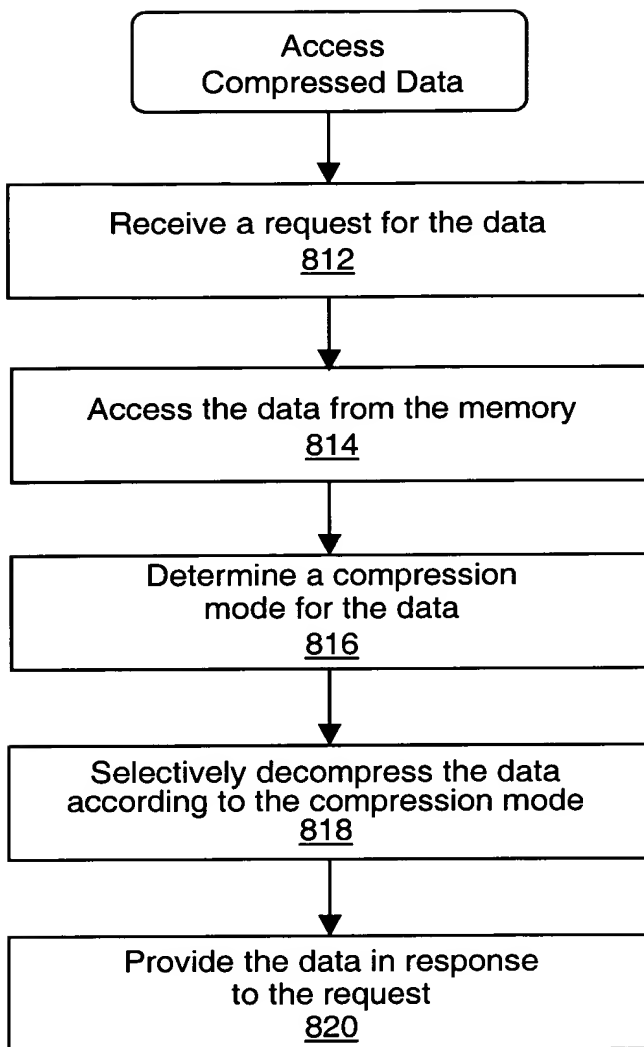 Access
Compressed Data
Receive a request for the data
812
Access the data from the memory
814
Determine a compression
mode for the data
816
Selectively decompress the data
according to the compression mode
818
Provide the data in response
to the request
820